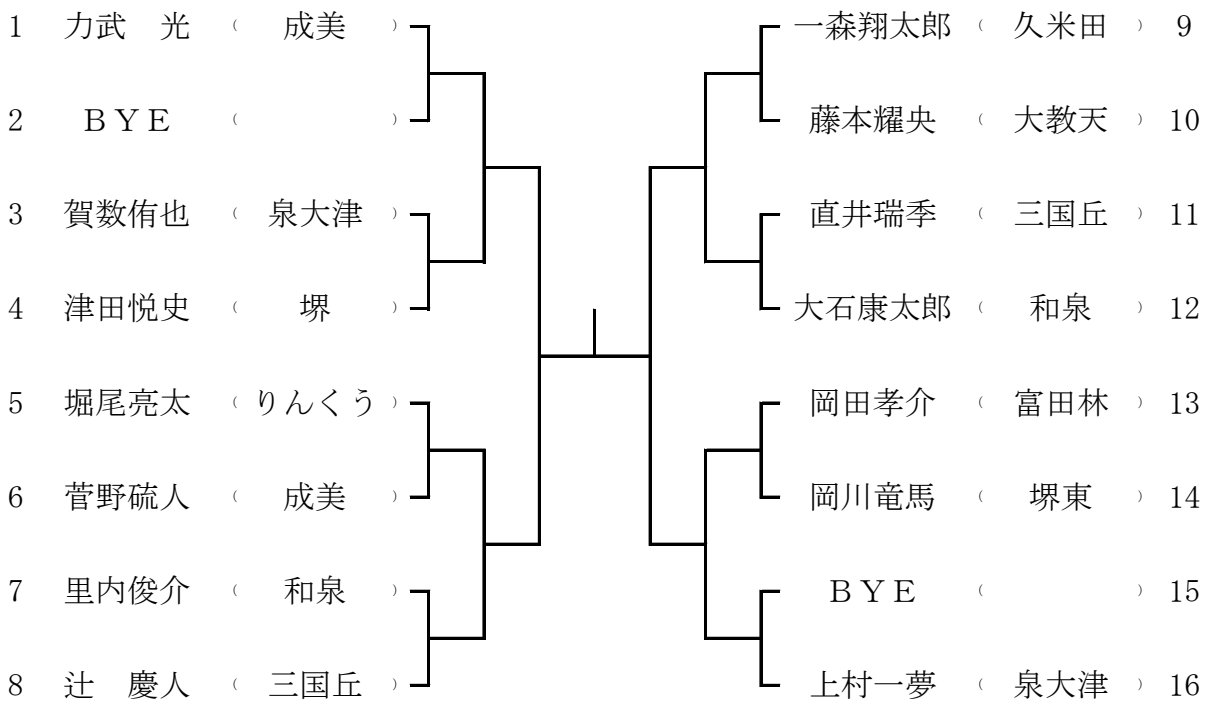 1 力武 光 （ 成美 ） 一森翔太郎 （ 久米田 ） 9
2 ＢＹＥ （ ） 藤本耀央 （ 大教天 ） 10
3 賀数侑也 （ 泉大津 ） 直井瑞季 （ 三国丘 ） 11
4 津田悦史 （ 堺 ） 大石康太郎 （ 和泉 ） 12
5 堀尾亮太 （ りんくう ） 岡田孝介 （ 富田林 ） 13
6 菅野硫人 （ 成美 ） 岡川竜馬 （ 堺東 ） 14
7 里内俊介 （ 和泉 ） ＢＹＥ （ ） 15
8 辻 慶人 （ 三国丘 ） 上村一夢 （ 泉大津 ） 16